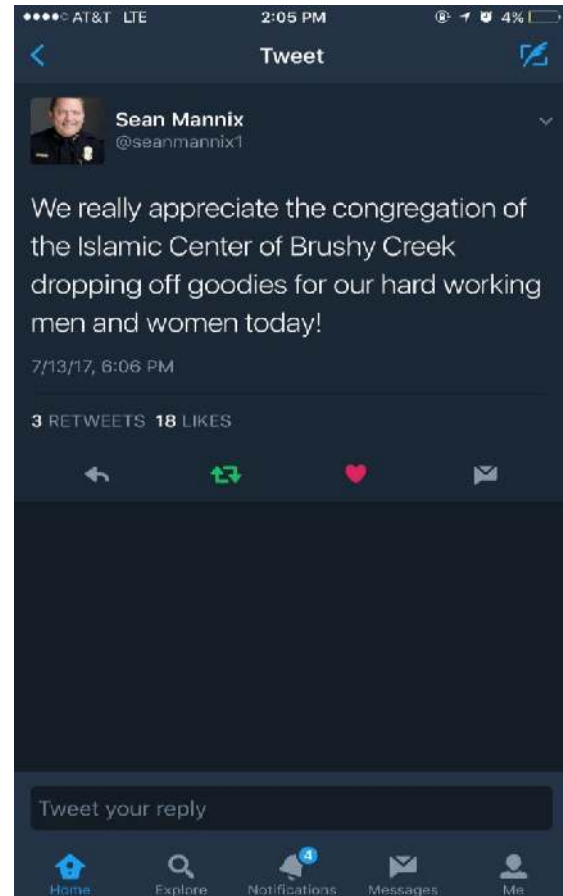 AT&T LTE 2:05 PM 4%
Tweet
Sean Mannix
@seanmannix1
We really appreciate the congregation of
the Islamic Center of Brushy Creek
dropping off goodies for our hard working
men and women today!
7/13/17, 6:06 PM
3 RETWEETS 18 LIKES
Tweet your reply
4
Home Explore Notifications Messages Me